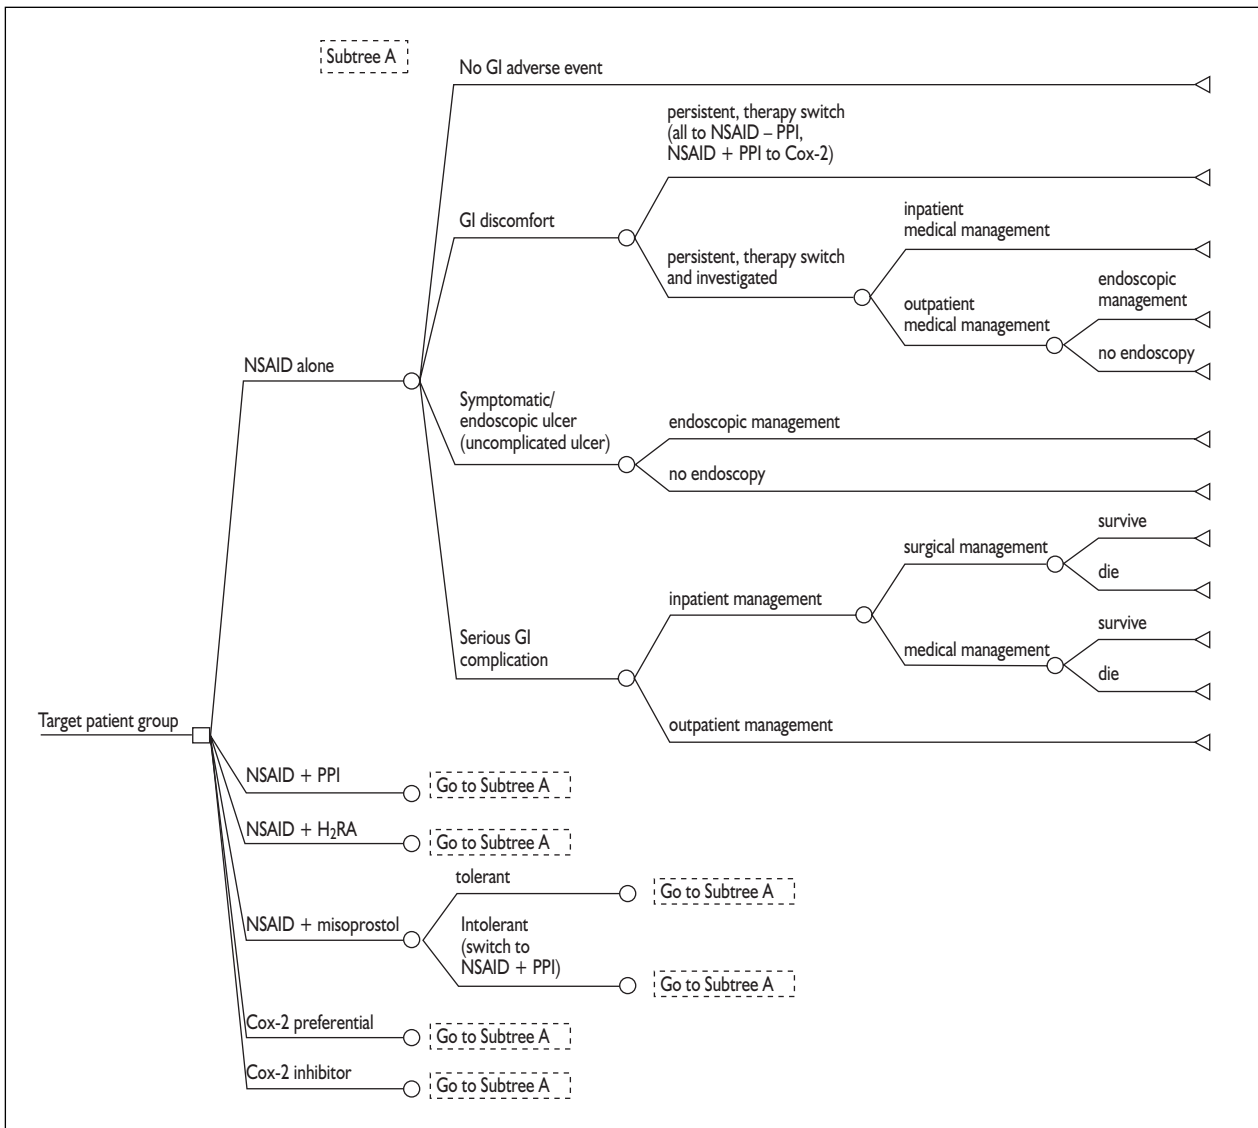 Subtree A
No GI adverse event
persistent, therapy switch
(all to NSAID – PPI,
NSAID + PPI to Cox-2)
GI discomfort
inpatient
medical management
persistent, therapy switch
and investigated
endoscopic
management
outpatient
medical management
no endoscopy
NSAID alone
Symptomatic/
endoscopic ulcer
(uncomplicated ulcer)
endoscopic management
no endoscopy
survive
surgical management
die
inpatient management
survive
Serious GI
complication
medical management
die
Target patient group
outpatient management
NSAID + PPI
Go to Subtree A
NSAID + H₂RA
Go to Subtree A
tolerant
Go to Subtree A
NSAID + misoprostol
Intolerant
(switch to
NSAID + PPI)
Go to Subtree A
Cox-2 preferential
Go to Subtree A
Cox-2 inhibitor
Go to Subtree A